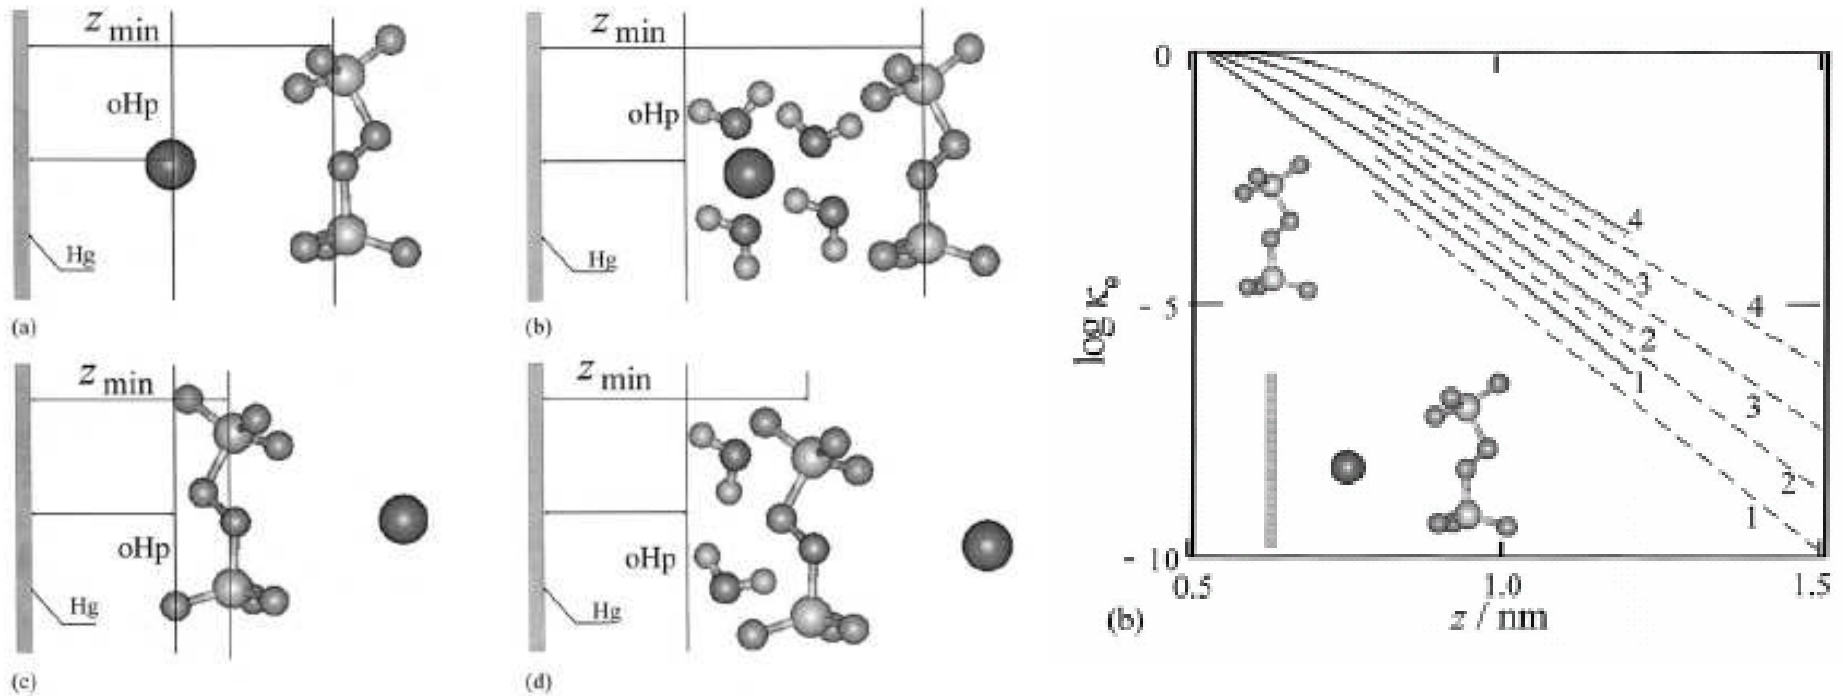 z min
oHp
Hg
(a)
z min
oHp
Hg
(b)
z min
oHp
Hg
(c)
z min
oHp
Hg
(d)
0
- 5
- 10
log κe
0.5
1.0
1.5
z / nm
(b)
4
3
2
1
4
3
2
1